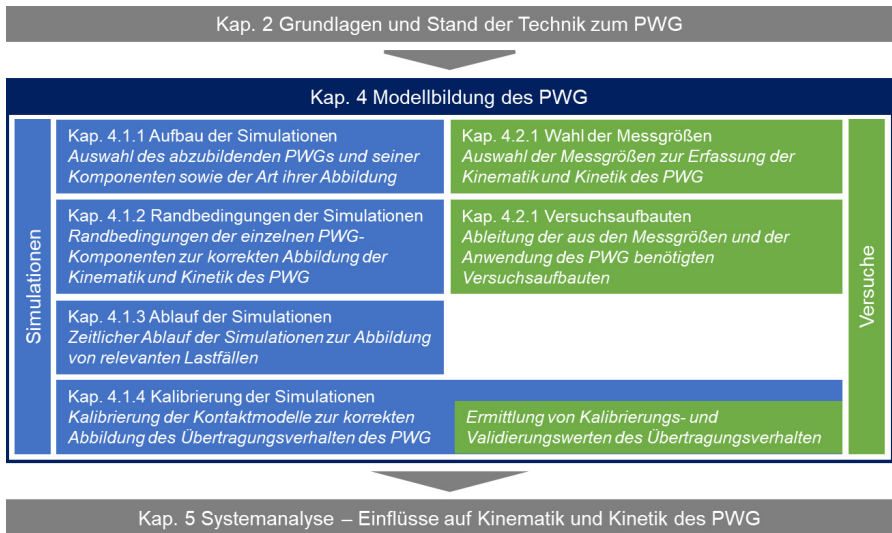 Kap. 2 Grundlagen und Stand der Technik zum PWG
Kap. 4 Modellbildung des PWG
Simulationen
Kap. 4.1.1 Aufbau der Simulationen
Auswahl des abzubildenden PWGs und seiner
Komponenten sowie der Art ihrer Abbildung
Kap. 4.2.1 Wahl der Messgrößen
Auswahl der Messgrößen zur Erfassung der
Kinematik und Kinetik des PWG
Versuche
Kap. 4.1.2 Randbedingungen der Simulationen
Randbedingungen der einzelnen PWG-
Komponenten zur korrekten Abbildung der
Kinematik und Kinetik des PWG
Kap. 4.2.1 Versuchsaufbauten
Ableitung der aus den Messgrößen und der
Anwendung des PWG benötigten
Versuchsaufbauten
Kap. 4.1.3 Ablauf der Simulationen
Zeitlicher Ablauf der Simulationen zur Abbildung
von relevanten Lastfällen
Kap. 4.1.4 Kalibrierung der Simulationen
Kalibrierung der Kontaktmodelle zur korrekten
Abbildung des Übertragungsverhalten des PWG
Ermittlung von Kalibrierungs- und
Validierungswerten des Übertragungsverhalten
Kap. 5 Systemanalyse – Einflüsse auf Kinematik und Kinetik des PWG